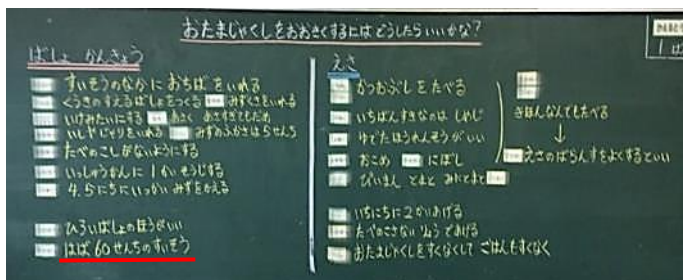 おたまじゃくしをおおきくするにはどうしたらいいかな?
1ぱ
ばしょ かんきょう
すいそうのなかにおちばをいれる
くうきのすえるばしょをつくる みずくさをいれる
いけみたいにする あさく あさすぎてもだめ
いしやじゃりをいれる みずのふかさは5せんち
たべのこしがないようにする
いっしゅうかんに1かいそうじする
4.5にちにいっかいみずをかえる
ひろいばしょのほうがいい
はば60せんちのすいそう
えさ
かつおぶしをたべる
いちばんすきなのは しめじ
ゆでたほうれんそうがいい
おこめ にぼし
ぴいまん とまと みにとまと
いちにちに2かいあげる
たべのこさないりょうであげる
おたまじゃくしをすくなくして ごはんもすくなく
きほんなんでもたべる
↓
えさのばらんすをよくするといい